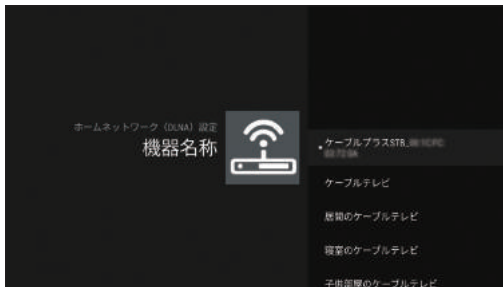 ホームネットワーク（DLNA）設定
機器名称
ケーブルプラスSTB_
ケーブルテレビ
居間のケーブルテレビ
寝室のケーブルテレビ
子供部屋のケーブルテレビ